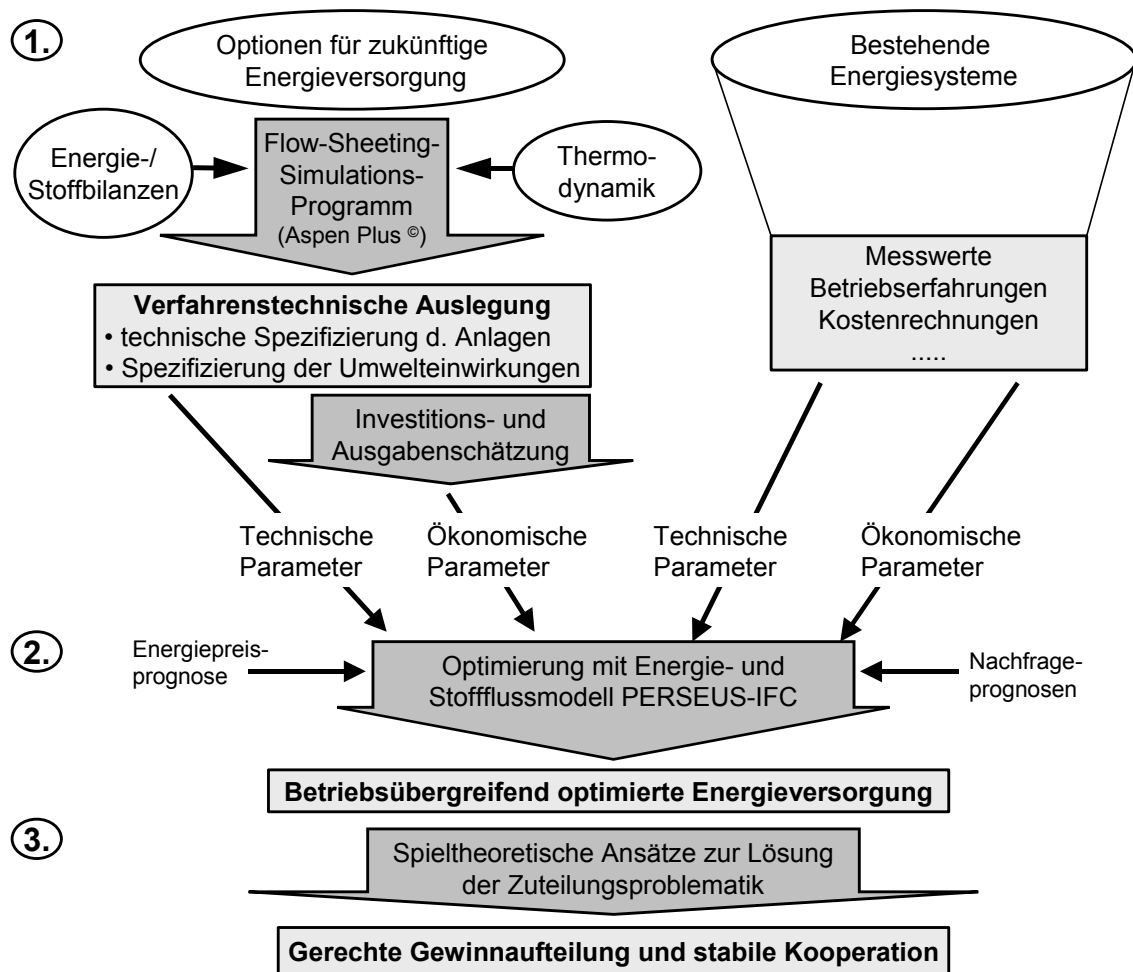 1.
Optionen für zukünftige
Energieversorgung
Bestehende
Energiesysteme
Energie-/
Stoffbilanzen
Flow-Sheeting-
Simulations-
Programm
(Aspen Plus ©)
Thermo-
dynamik
Verfahrenstechnische Auslegung
• technische Spezifizierung d. Anlagen
• Spezifizierung der Umwelteinwirkungen
Messwerte
Betriebserfahrungen
Kostenrechnungen
.....
Investitions- und
Ausgabenschätzung
Technische
Parameter
Ökonomische
Parameter
Technische
Parameter
Ökonomische
Parameter
2.
Energiepreis-
prognose
Optimierung mit Energie- und
Stoffflussmodell PERSEUS-IFC
Nachfrage-
prognosen
Betriebsübergreifend optimierte Energieversorgung
3.
Spieltheoretische Ansätze zur Lösung
der Zuteilungsproblematik
Gerechte Gewinnaufteilung und stabile Kooperation